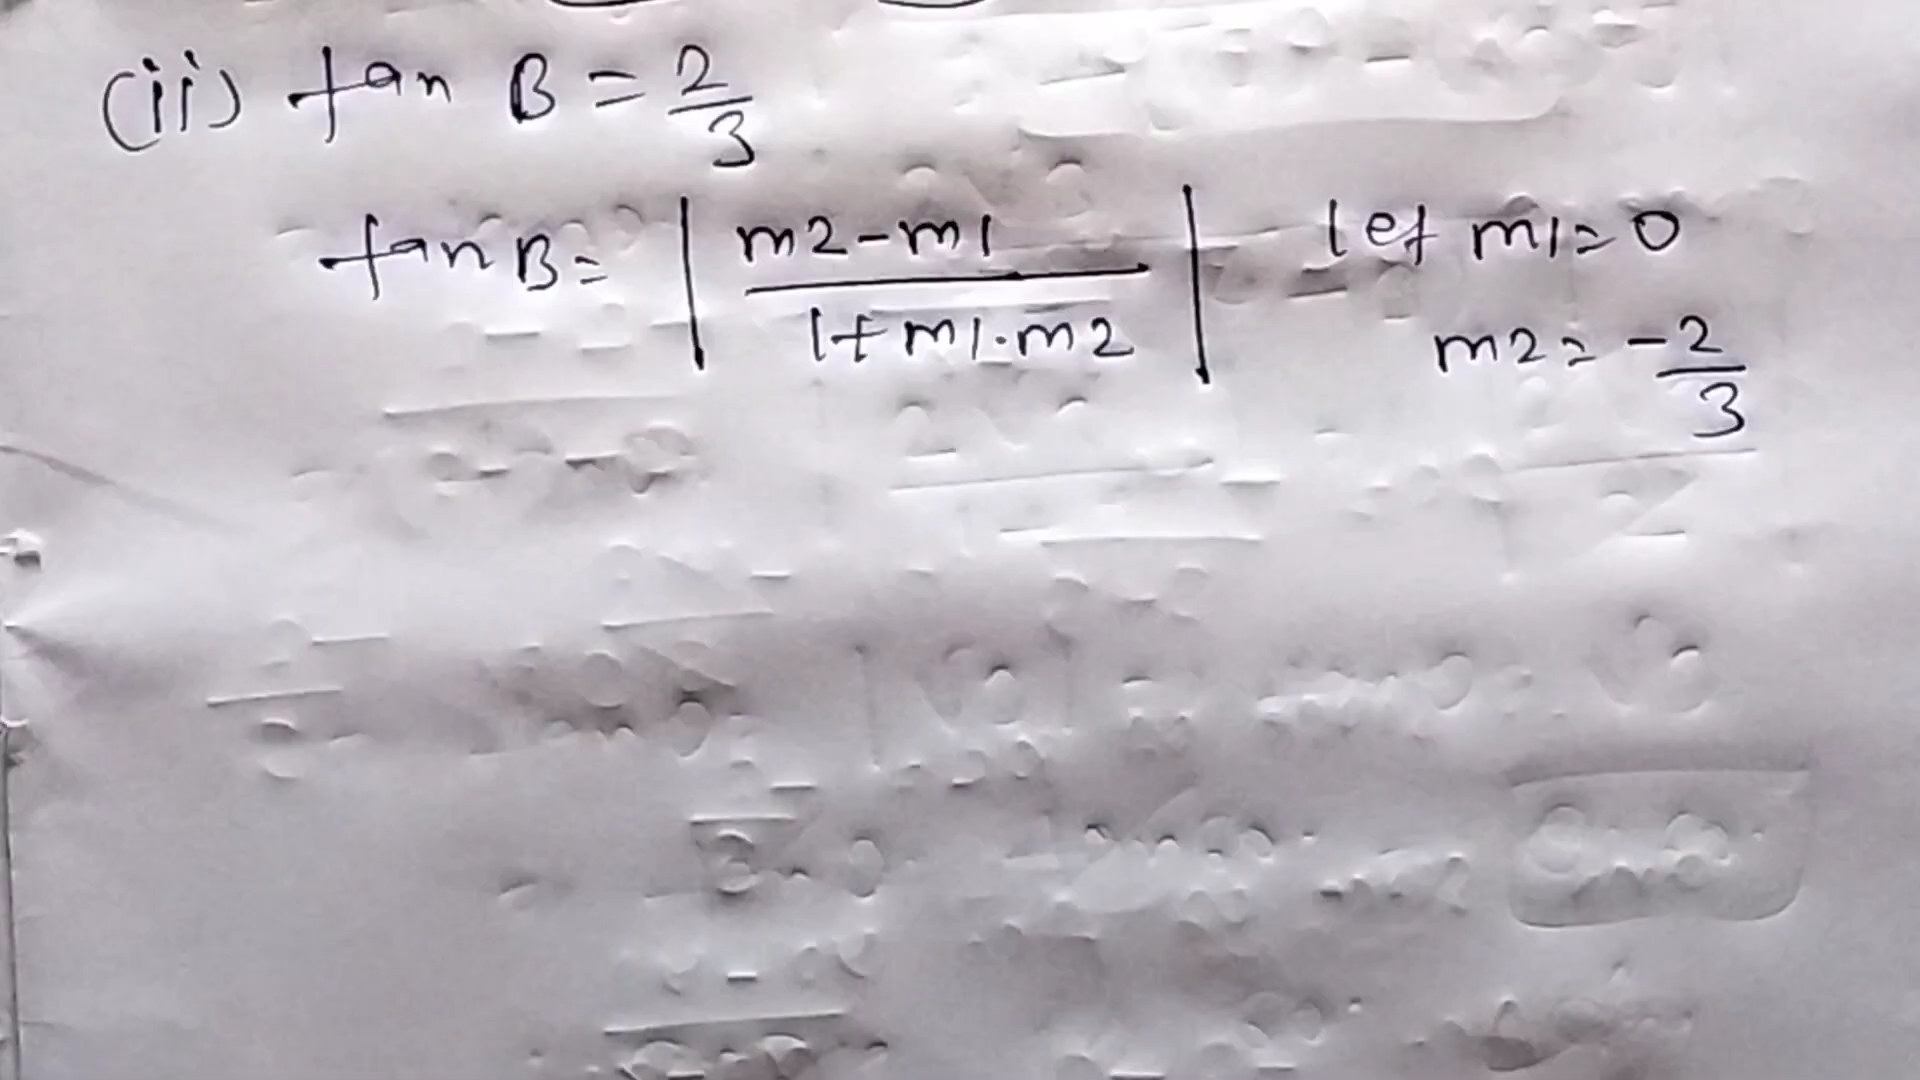 (ii) tan B = 2/3
tan B = | m2-m1 / 1+m1.m2 | let m1=0
m2 = -2/3